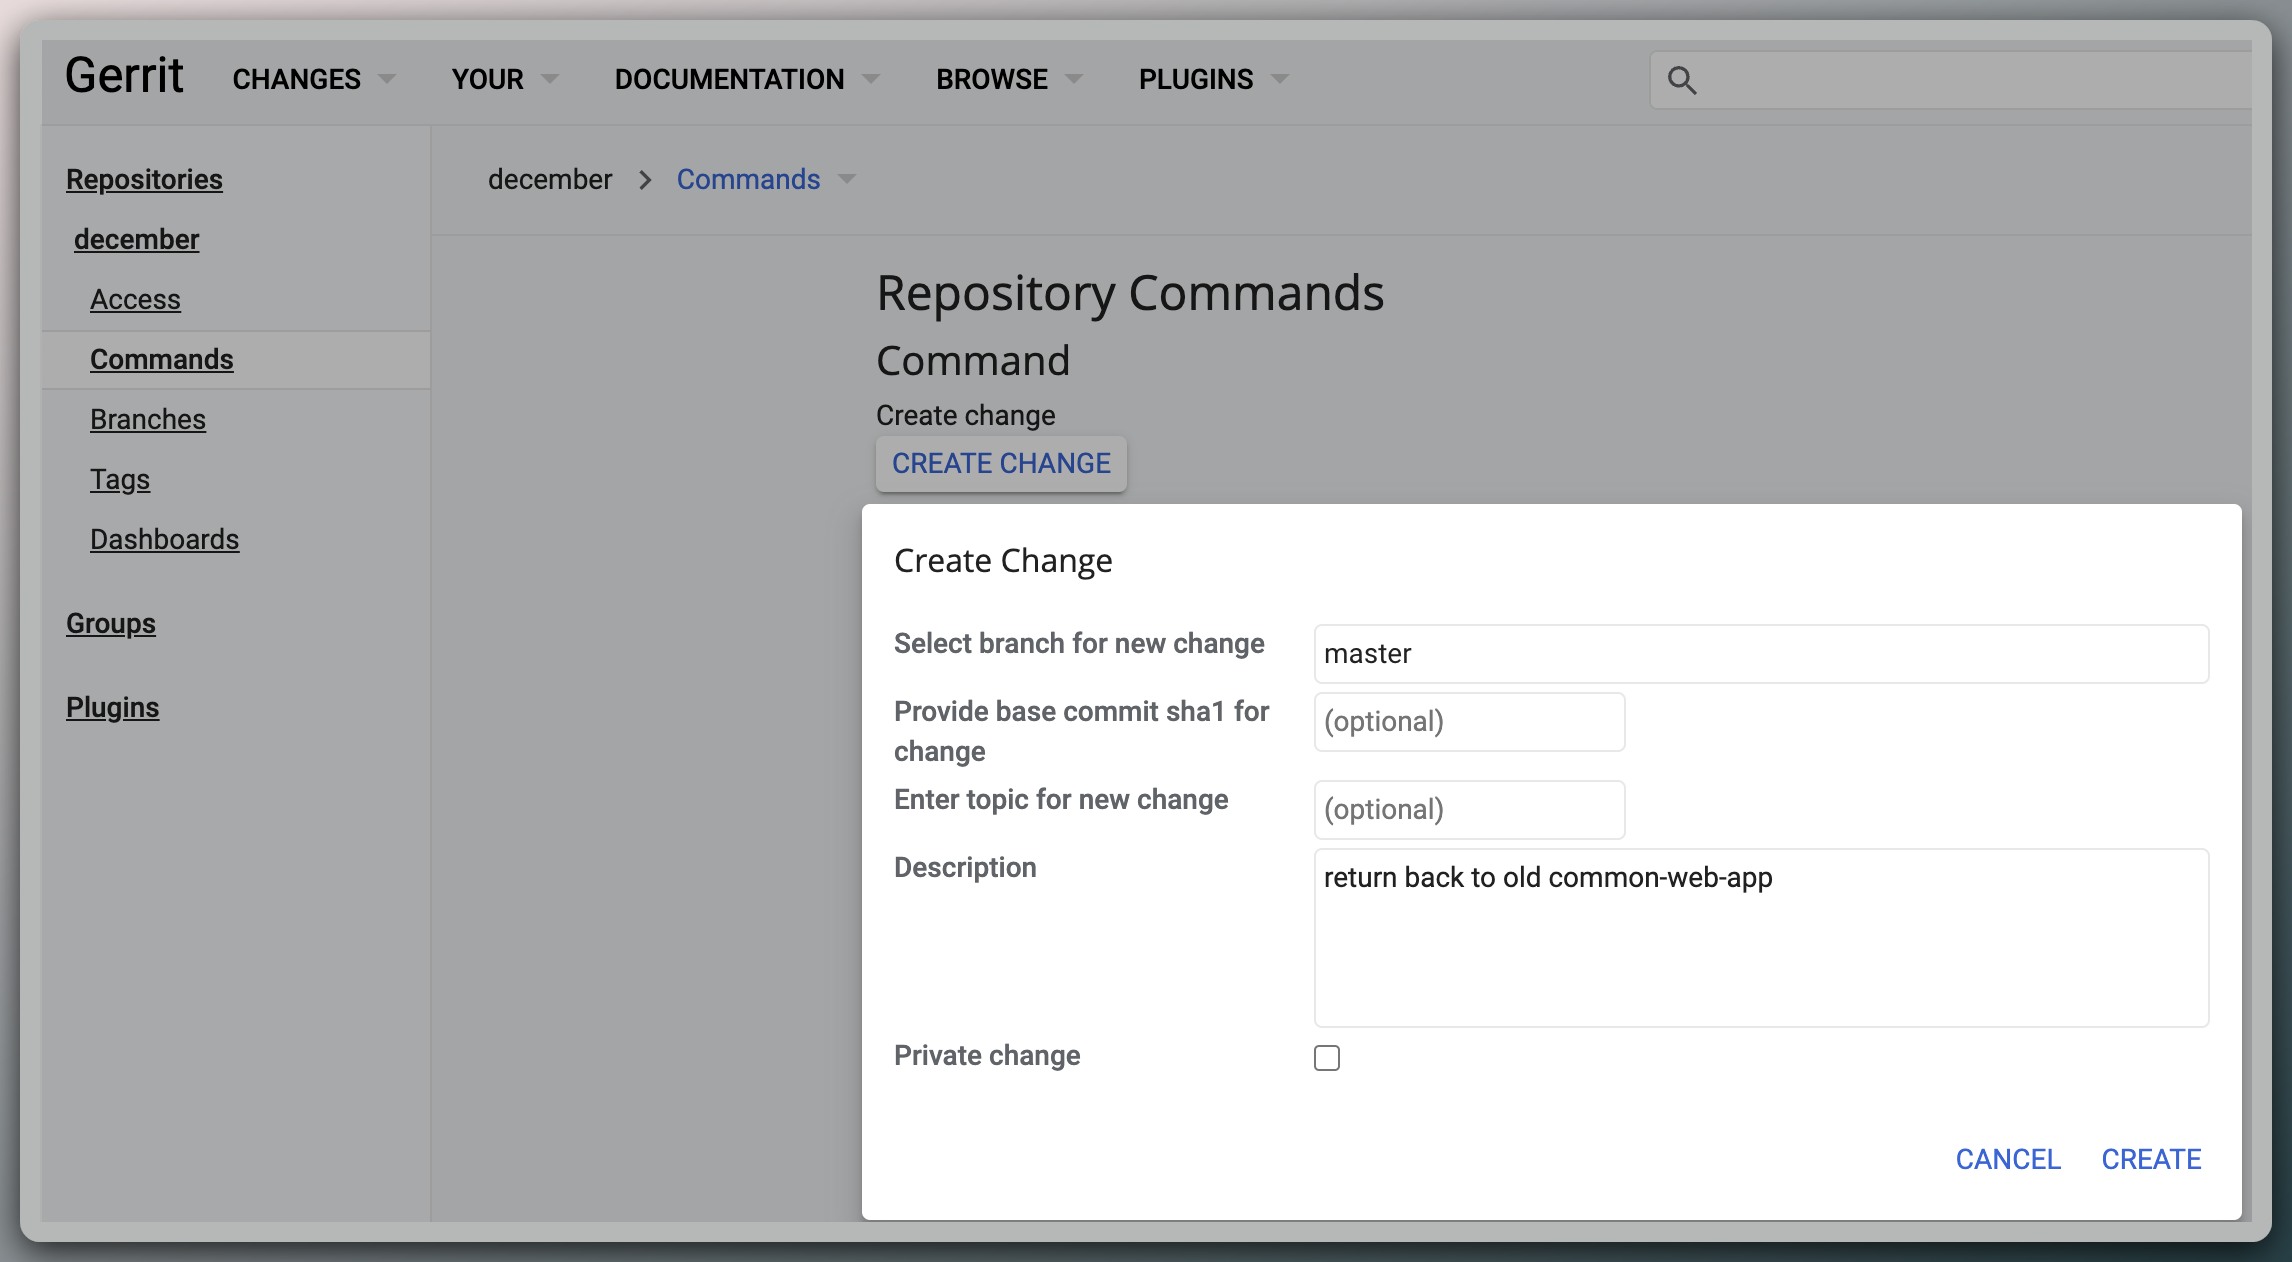 Gerrit CHANGES YOUR DOCUMENTATION BROWSE PLUGINS
Repositories
december
Access
Commands
Branches
Tags
Dashboards
Groups
Plugins
december Commands
Repository Commands
Command
Create change
CREATE CHANGE
Create Change
Select branch for new change master
Provide base commit sha1 for (optional)
change
Enter topic for new change (optional)
Description return back to old common-web-app
Private change
CANCEL CREATE